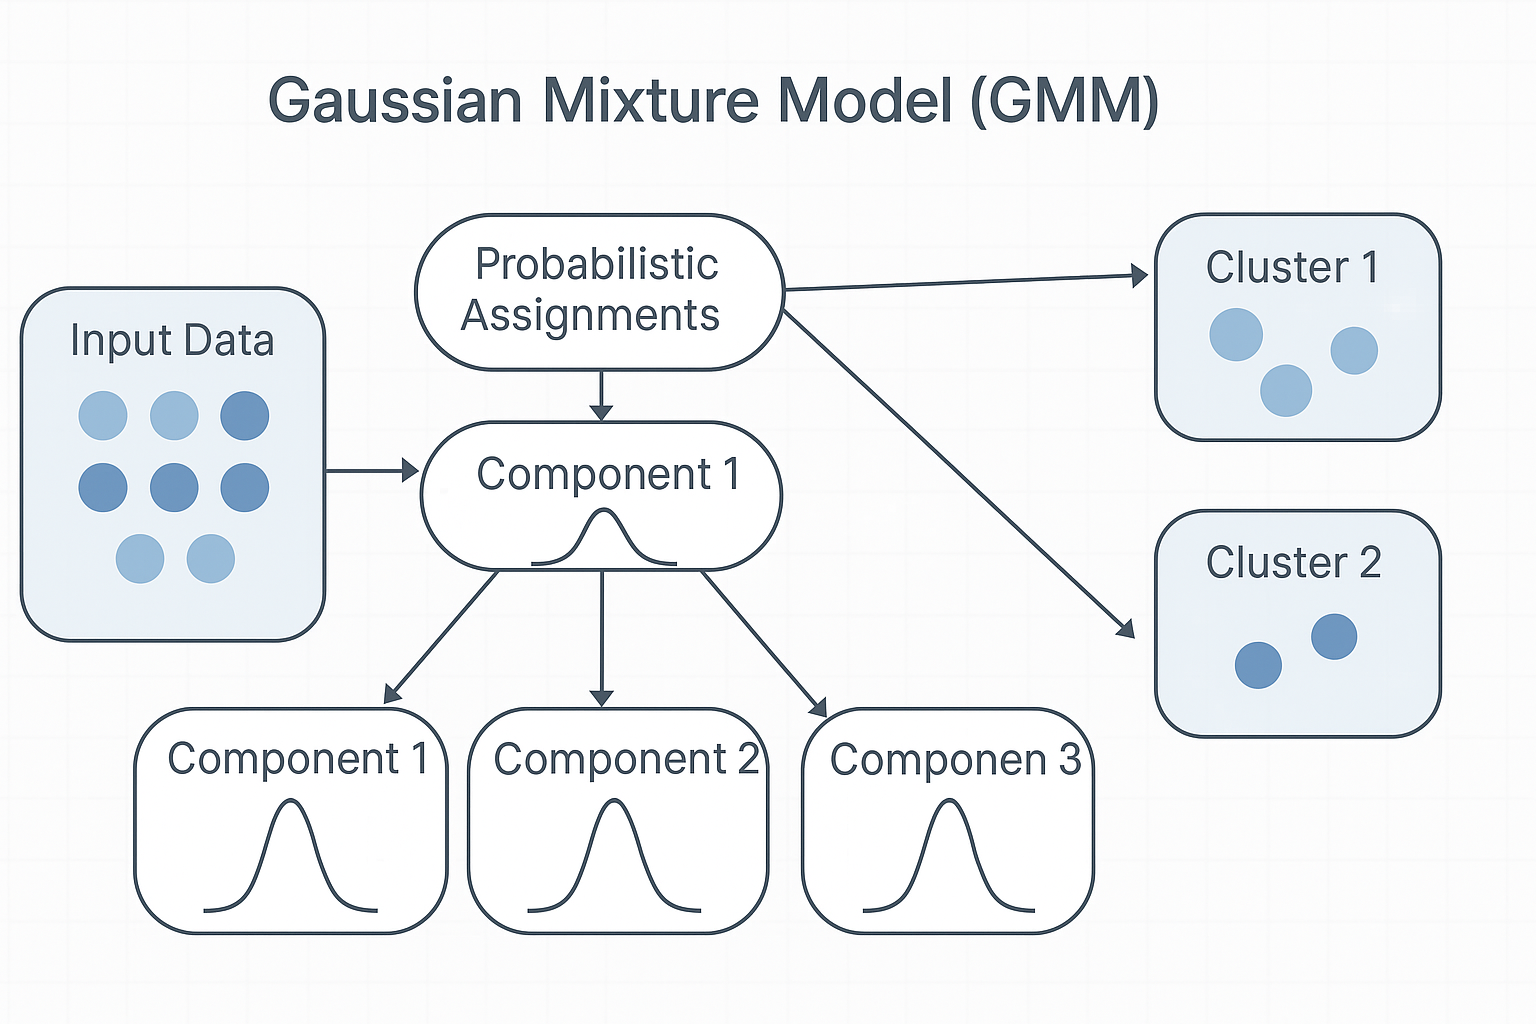 Gaussian Mixture Model (GMM)
Input Data
Probabilistic
Assignments
Component 1
Component 1
Component 2
Componen 3
Cluster 1
Cluster 2